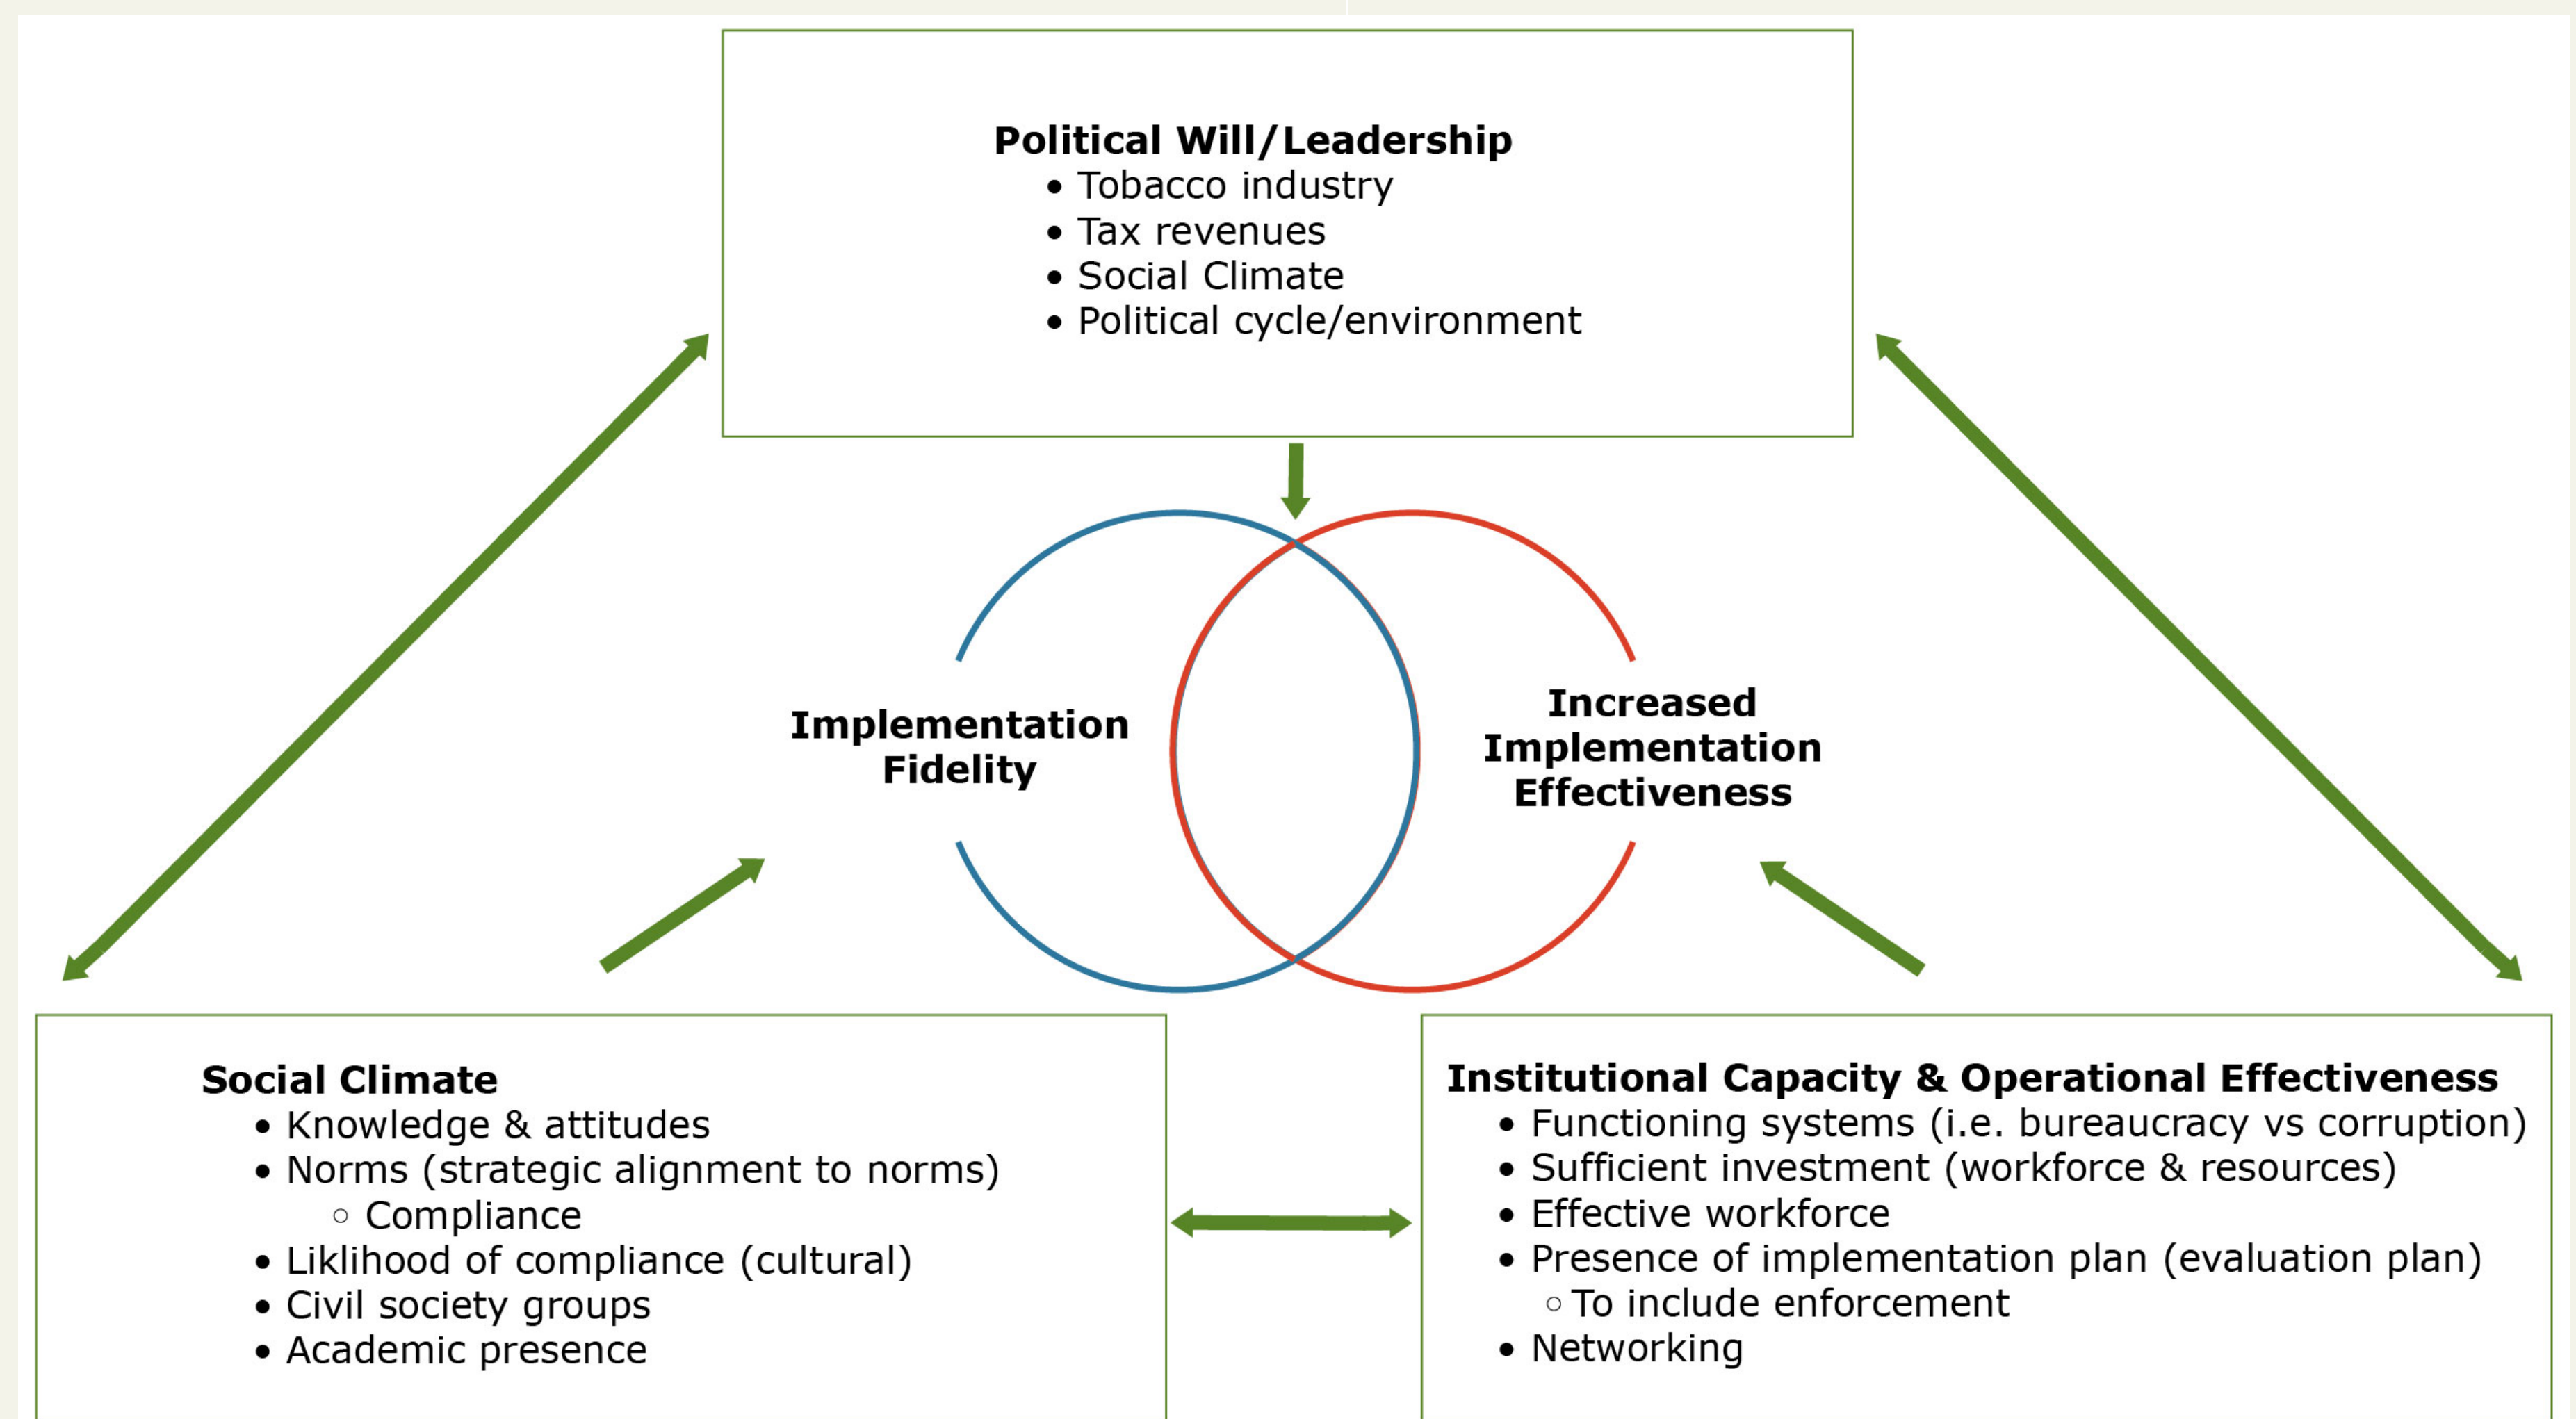 Political Will/Leadership
• Tobacco industry
• Tax revenues
• Social Climate
• Political cycle/environment
Implementation
Fidelity
Increased
Implementation
Effectiveness
Social Climate
• Knowledge & attitudes
• Norms (strategic alignment to norms)
○ Compliance
• Liklihood of compliance (cultural)
• Civil society groups
• Academic presence
Institutional Capacity & Operational Effectiveness
• Functioning systems (i.e. bureaucracy vs corruption)
• Sufficient investment (workforce & resources)
• Effective workforce
• Presence of implementation plan (evaluation plan)
○ To include enforcement
• Networking